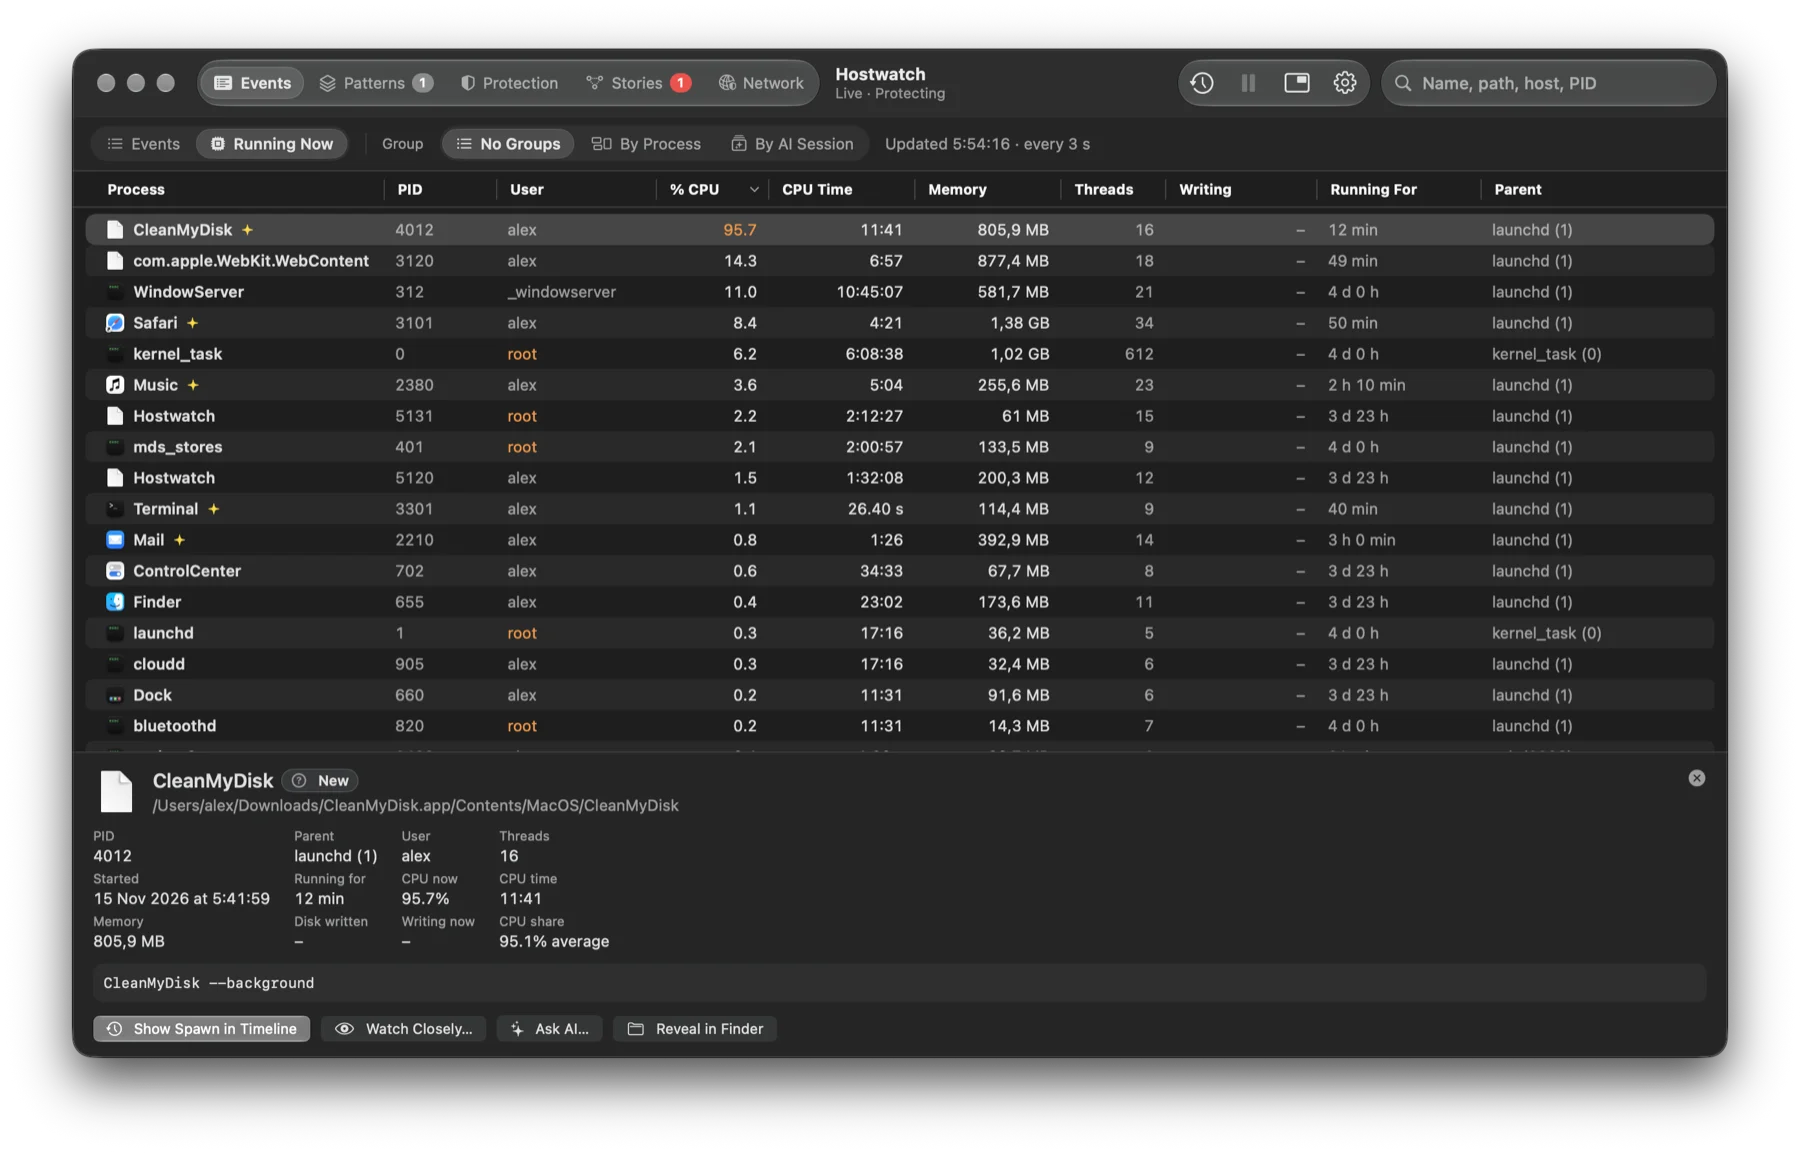 Events Patterns 1 Protection Stories 1 Network
Hostwatch
Live · Protecting
Name, path, host, PID
Events Running Now Group No Groups By Process By AI Session Updated 5:54:16 · every 3 s
Process PID User % CPU CPU Time Memory Threads Writing Running For Parent
CleanMyDisk 4012 alex 95.7 11:41 805,9 MB 16 – 12 min launchd (1)
com.apple.WebKit.WebContent 3120 alex 14.3 6:57 877,4 MB 18 – 49 min launchd (1)
WindowServer 312 _windowserver 11.0 10:45:07 581,7 MB 21 – 4 d 0 h launchd (1)
Safari 3101 alex 8.4 4:21 1,38 GB 34 – 50 min launchd (1)
kernel_task 0 root 6.2 6:08:38 1,02 GB 612 – 4 d 0 h kernel_task (0)
Music 2380 alex 3.6 5:04 255,6 MB 23 – 2 h 10 min launchd (1)
Hostwatch 5131 root 2.2 2:12:27 61 MB 15 – 3 d 23 h launchd (1)
mds_stores 401 root 2.1 2:00:57 133,5 MB 9 – 4 d 0 h launchd (1)
Hostwatch 5120 alex 1.5 1:32:08 200,3 MB 12 – 3 d 23 h launchd (1)
Terminal 3301 alex 1.1 26.40 s 114,4 MB 9 – 40 min launchd (1)
Mail 2210 alex 0.8 1:26 392,9 MB 14 – 3 h 0 min launchd (1)
ControlCenter 702 alex 0.6 34:33 67,7 MB 8 – 3 d 23 h launchd (1)
Finder 655 alex 0.4 23:02 173,6 MB 11 – 3 d 23 h launchd (1)
launchd 1 root 0.3 17:16 36,2 MB 5 – 4 d 0 h kernel_task (0)
cloudd 905 alex 0.3 17:16 32,4 MB 6 – 3 d 23 h launchd (1)
Dock 660 alex 0.2 11:31 91,6 MB 6 – 3 d 23 h launchd (1)
bluetoothd 820 root 0.2 11:31 14,3 MB 7 – 4 d 0 h launchd (1)
CleanMyDisk New
/Users/alex/Downloads/CleanMyDisk.app/Contents/MacOS/CleanMyDisk
PID Parent User Threads
4012 launchd (1) alex 16
Started Running for CPU now CPU time
15 Nov 2026 at 5:41:59 12 min 95.7% 11:41
Memory Disk written Writing now CPU share
805,9 MB – – 95.1% average
CleanMyDisk --background
Show Spawn in Timeline Watch Closely... Ask AI... Reveal in Finder